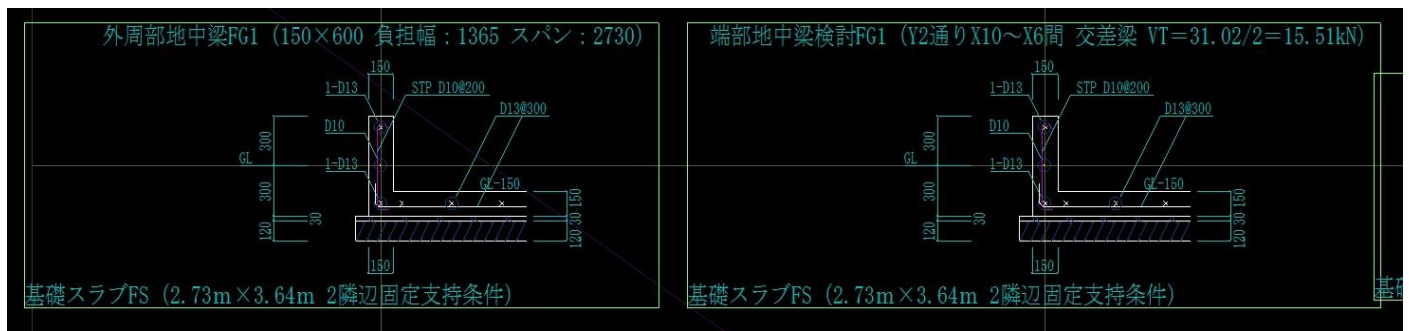 外周部地中梁FG1 (150×600 負担幅：1365 スパン：2730)
150
1-D13
STP D10@200
D13@300
D10
300
GL
1-D13
300
GL-150
150
30
30
120
120
150
基礎スラブFS (2.73m×3.64m 2隣辺固定支持条件)
端部地中梁検討FG1 (Y2通りX10～X6間 交差梁 VT=31.02/2=15.51kN)
150
1-D13
STP D10@200
D13@300
D10
300
GL
1-D13
300
GL-150
150
30
30
120
120
150
基礎スラブFS (2.73m×3.64m 2隣辺固定支持条件)
基礎